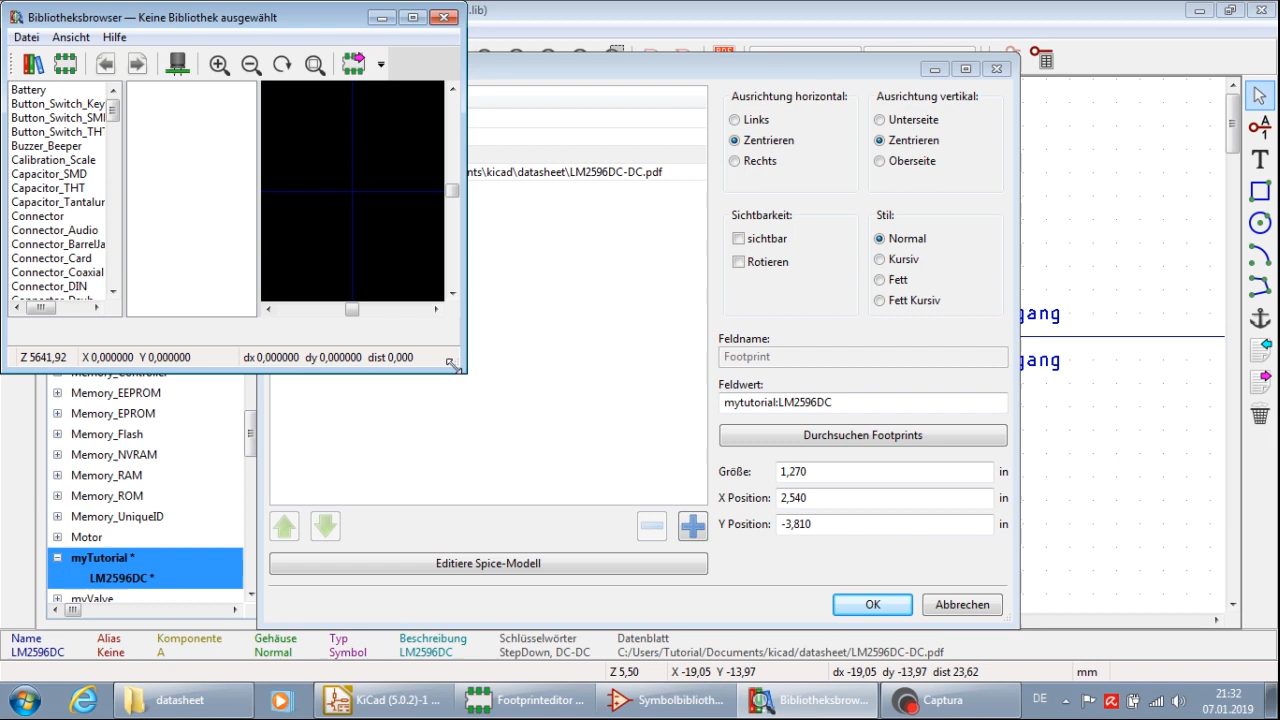 Bibliotheksbrowser — Keine Bibliothek ausgewählt
.lib)
Datei Ansicht Hilfe
Battery
Button_Switch_Key
Button_Switch_SM
Button_Switch_TH
Buzzer_Beeper
Calibration_Scale
Capacitor_SMD
Capacitor_THT
Capacitor_Tantalur
Connector
Connector_Audio
Connector_BarrelJa
Connector_Card
Connector_Coaxial
Connector_DIN
Z 5641,92 X 0,000000 Y 0,000000 dx 0,000000 dy 0,000000 dist 0,000
nts\kicad\datasheet\LM2596DC-DC.pdf
Ausrichtung horizontal:
Links
Zentrieren
Rechts
Ausrichtung vertikal:
Unterseite
Zentrieren
Oberseite
Sichtbarkeit:
sichtbar
Rotieren
Stil:
Normal
Kursiv
Fett
Fett Kursiv
Feldname:
Footprint
Feldwert:
mytutorial:LM2596DC
Durchsuchen Footprints
Größe: 1,270 in
X Position: 2,540 in
Y Position: -3,810 in
Editiere Spice-Modell
OK Abbrechen
gang
gang
A
1
T
Memory_EEPROM
Memory_EPROM
Memory_Flash
Memory_NVRAM
Memory_RAM
Memory_ROM
Memory_UniqueID
Motor
myTutorial *
LM2596DC *
myValve
Name Alias Komponente Gehäuse Typ Beschreibung Schlüsselwörter Datenblatt
LM2596DC Keine A Normal Symbol LM2596DC StepDown, DC-DC C:/Users/Tutorial/Documents/kicad/datasheet/LM2596DC-DC.pdf
Z 5,50 X -19,05 Y -13,97 dx -19,05 dy -13,97 dist 23,62 mm
datasheet KiCad (5.0.2)-1 ... Footprinteditor ... Symbolbiblioth... Bibliotheksbrow... Captura DE 21:32
07.01.2019